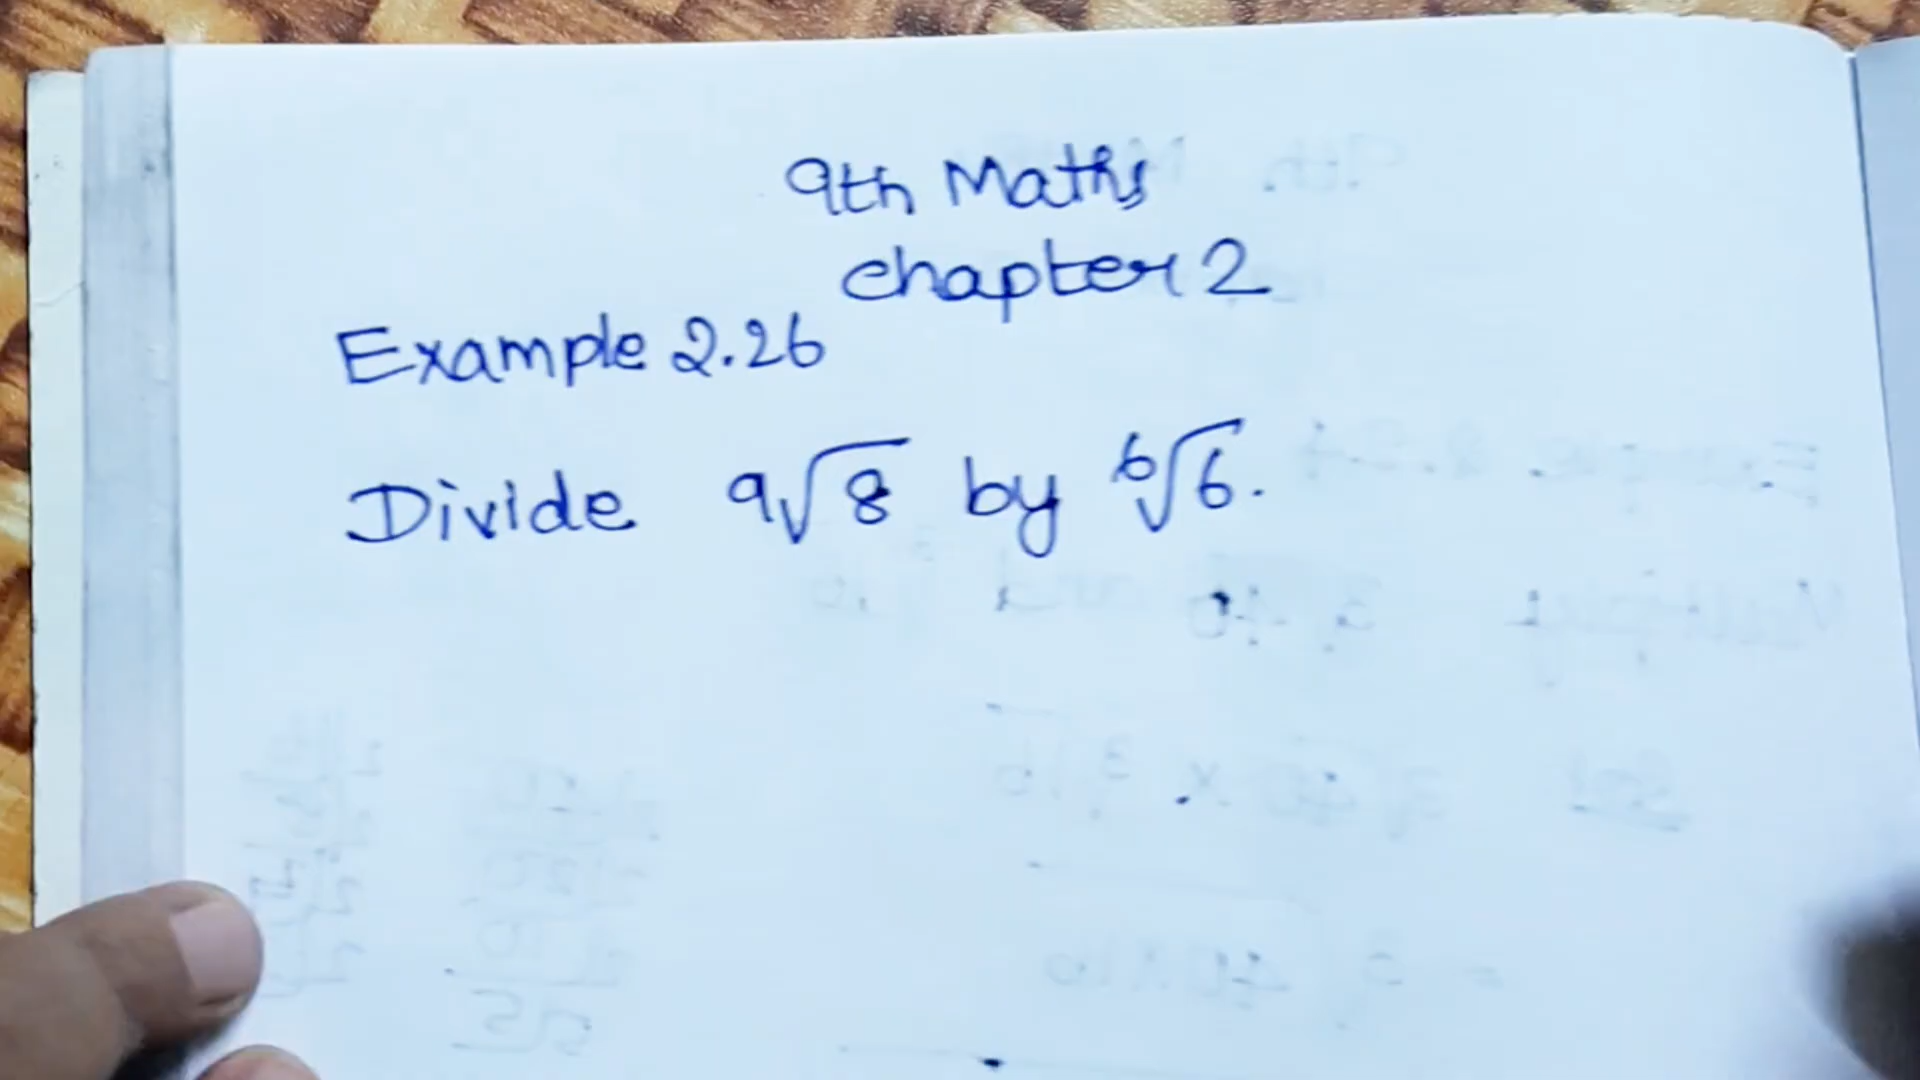 9th Maths
chapter 2
Example 2.26
Divide ⁹√8 by ⁶√6.